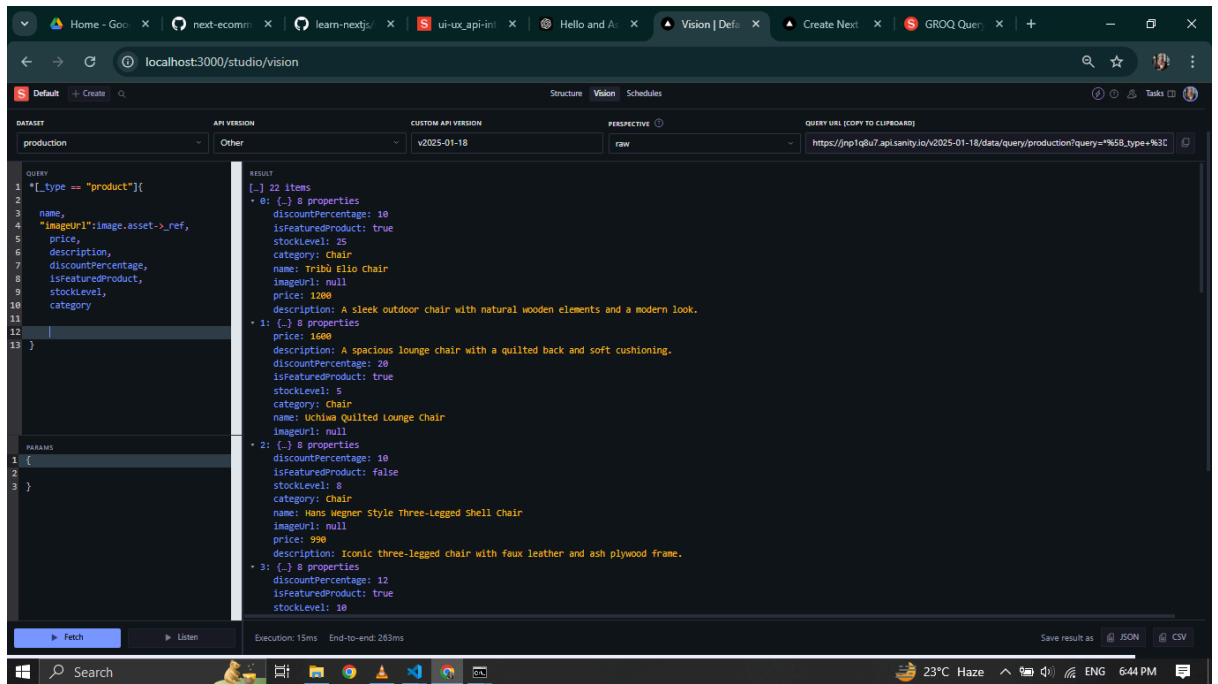 Home - Goo
next-ecomm
learn-nextjs/
S ui-ux_api-int
Hello and As
Vision | Defa
Create Next
S GROQ Query
localhost:3000/studio/vision
S Default + Create
Structure Vision Schedules
Tasks
DATASET API VERSION CUSTOM API VERSION PERSPECTIVE QUERY URL [COPY TO CLIPBOARD]
production Other v2025-01-18 raw https://jnp1q8u7.api.sanity.io/v2025-01-18/data/query/production?query=*%5B_type+%3D
QUERY
1 *[_type == "product"]{
2
3 name,
4 "imageUrl":image.asset->_ref,
5 price,
6 description,
7 discountPercentage,
8 isFeaturedProduct,
9 stockLevel,
10 category
11
12
13 }
PARAMS
1 {
2
3 }
RESULT
[…] 22 items
0: {…} 8 properties
discountPercentage: 10
isFeaturedProduct: true
stockLevel: 25
category: Chair
name: Tribù Elio Chair
imageUrl: null
price: 1200
description: A sleek outdoor chair with natural wooden elements and a modern look.
1: {…} 8 properties
price: 1600
description: A spacious lounge chair with a quilted back and soft cushioning.
discountPercentage: 20
isFeaturedProduct: true
stockLevel: 5
category: Chair
name: Uchiwa Quilted Lounge Chair
imageUrl: null
2: {…} 8 properties
discountPercentage: 10
isFeaturedProduct: false
stockLevel: 8
category: Chair
name: Hans Wegner Style Three-Legged Shell Chair
imageUrl: null
price: 990
description: Iconic three-legged chair with faux leather and ash plywood frame.
3: {…} 8 properties
discountPercentage: 12
isFeaturedProduct: true
stockLevel: 10
Fetch Listen
Execution: 15ms End-to-end: 263ms
Save result as JSON CSV
Search
23°C Haze ENG 6:44 PM